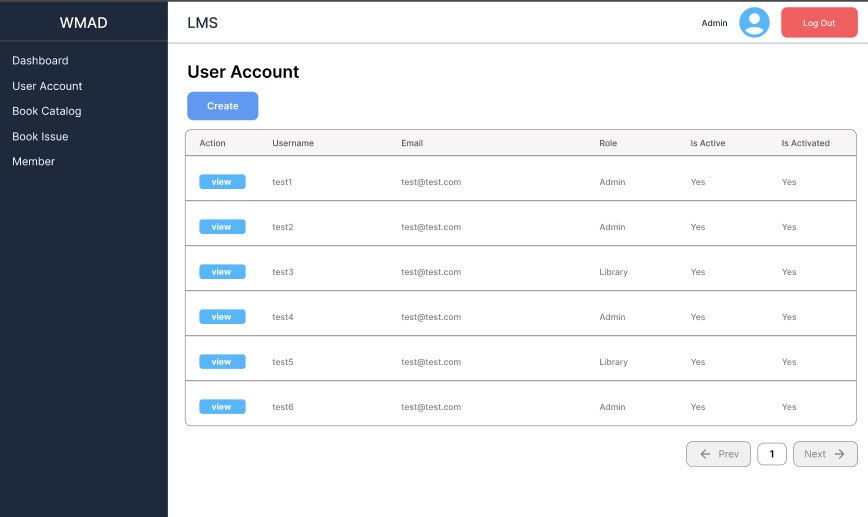 WMAD
LMS
Admin
Log Out
Dashboard
User Account
Book Catalog
Book Issue
Member
User Account
Create
Action Username Email Role Is Active Is Activated
view test1 test@test.com Admin Yes Yes
view test2 test@test.com Admin Yes Yes
view test3 test@test.com Library Yes Yes
view test4 test@test.com Admin Yes Yes
view test5 test@test.com Library Yes Yes
view test6 test@test.com Admin Yes Yes
Prev 1 Next